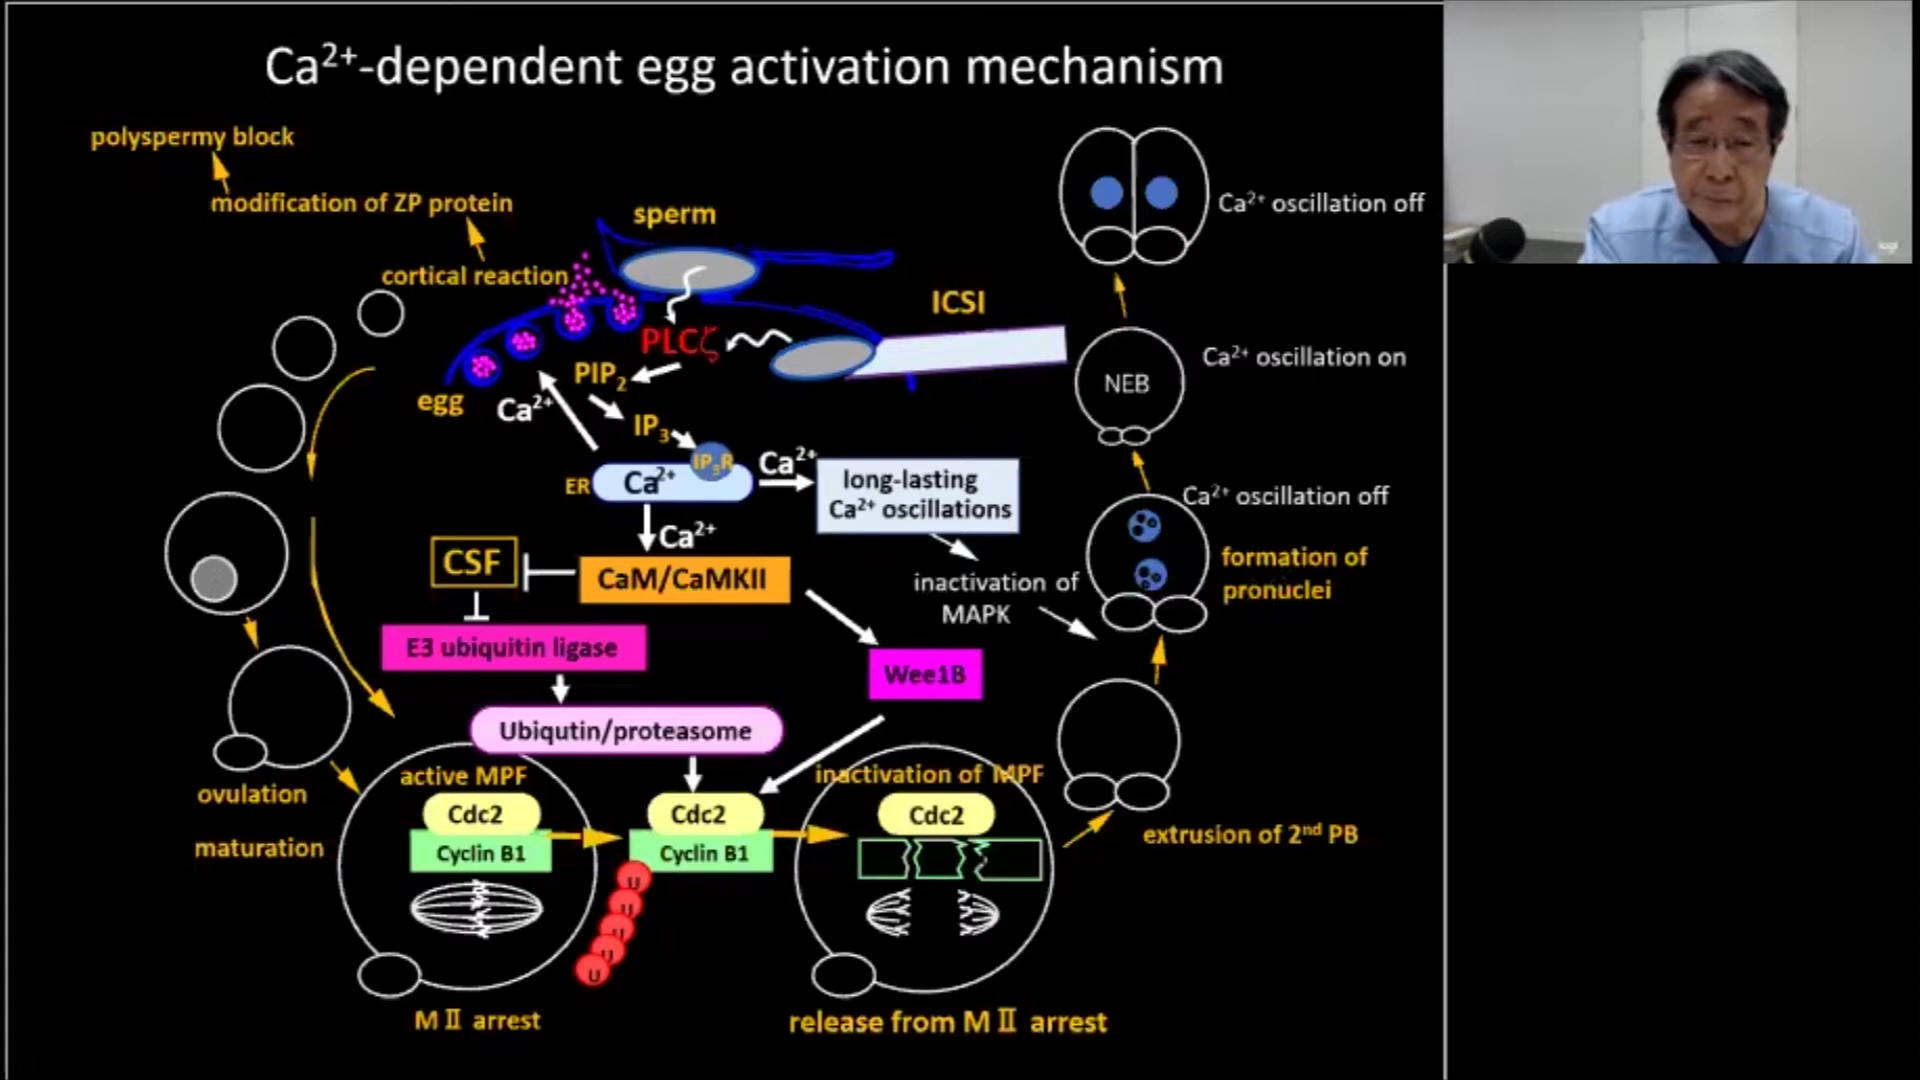 Ca²⁺-dependent egg activation mechanism
polyspermy block
modification of ZP protein
cortical reaction
sperm
ICSI
PLCζ
PIP₂
egg
Ca²⁺
IP₃
IP₃R
ER
Ca²⁺
Ca²⁺
long-lasting
Ca²⁺ oscillations
Ca²⁺
CSF
CaM/CaMKII
inactivation of
MAPK
E3 ubiquitin ligase
Wee1B
Ubiqutin/proteasome
active MPF
Cdc2
Cyclin B1
Cdc2
Cyclin B1
U
U
U
U
U
inactivation of MPF
Cdc2
ovulation
maturation
MⅡ arrest
release from MⅡ arrest
extrusion of 2ⁿᵈ PB
formation of
pronuclei
Ca²⁺ oscillation off
NEB
Ca²⁺ oscillation on
Ca²⁺ oscillation off
logi